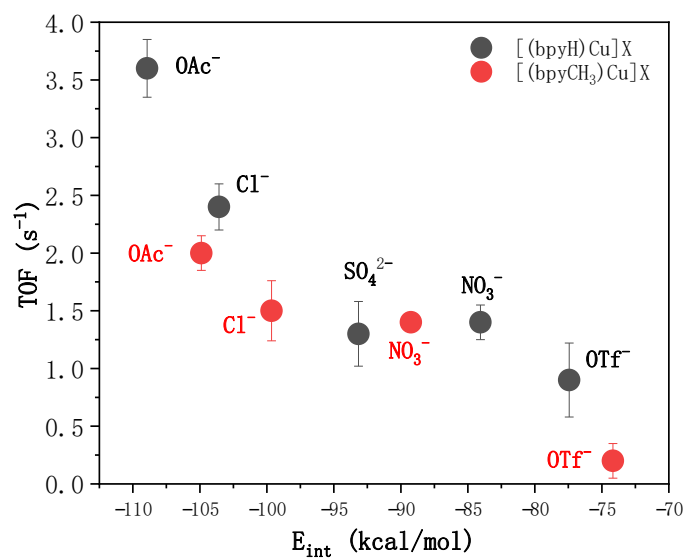 4.0
3.5
3.0
2.5
2.0
1.5
1.0
0.5
0.0
TOF (s⁻¹)
[(bpyH)Cu]X
[(bpyCH₃)Cu]X
OAc⁻
Cl⁻
OAc⁻
Cl⁻
SO₄²⁻
NO₃⁻
NO₃⁻
OTf⁻
OTf⁻
-110 -105 -100 -95 -90 -85 -80 -75 -70
E_int (kcal/mol)